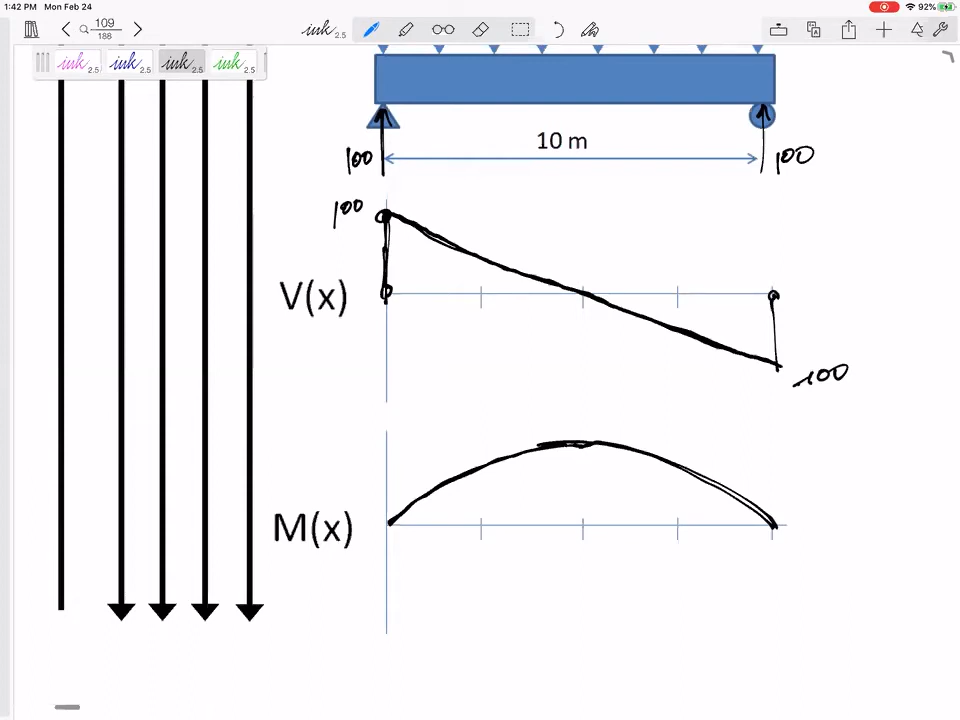 1:42 PM Mon Feb 24 92%
109
188
ink 2.5
ink 2.5 ink 2.5 ink 2.5 ink 2.5
10 m
100 100
100
V(x)
-100
M(x)